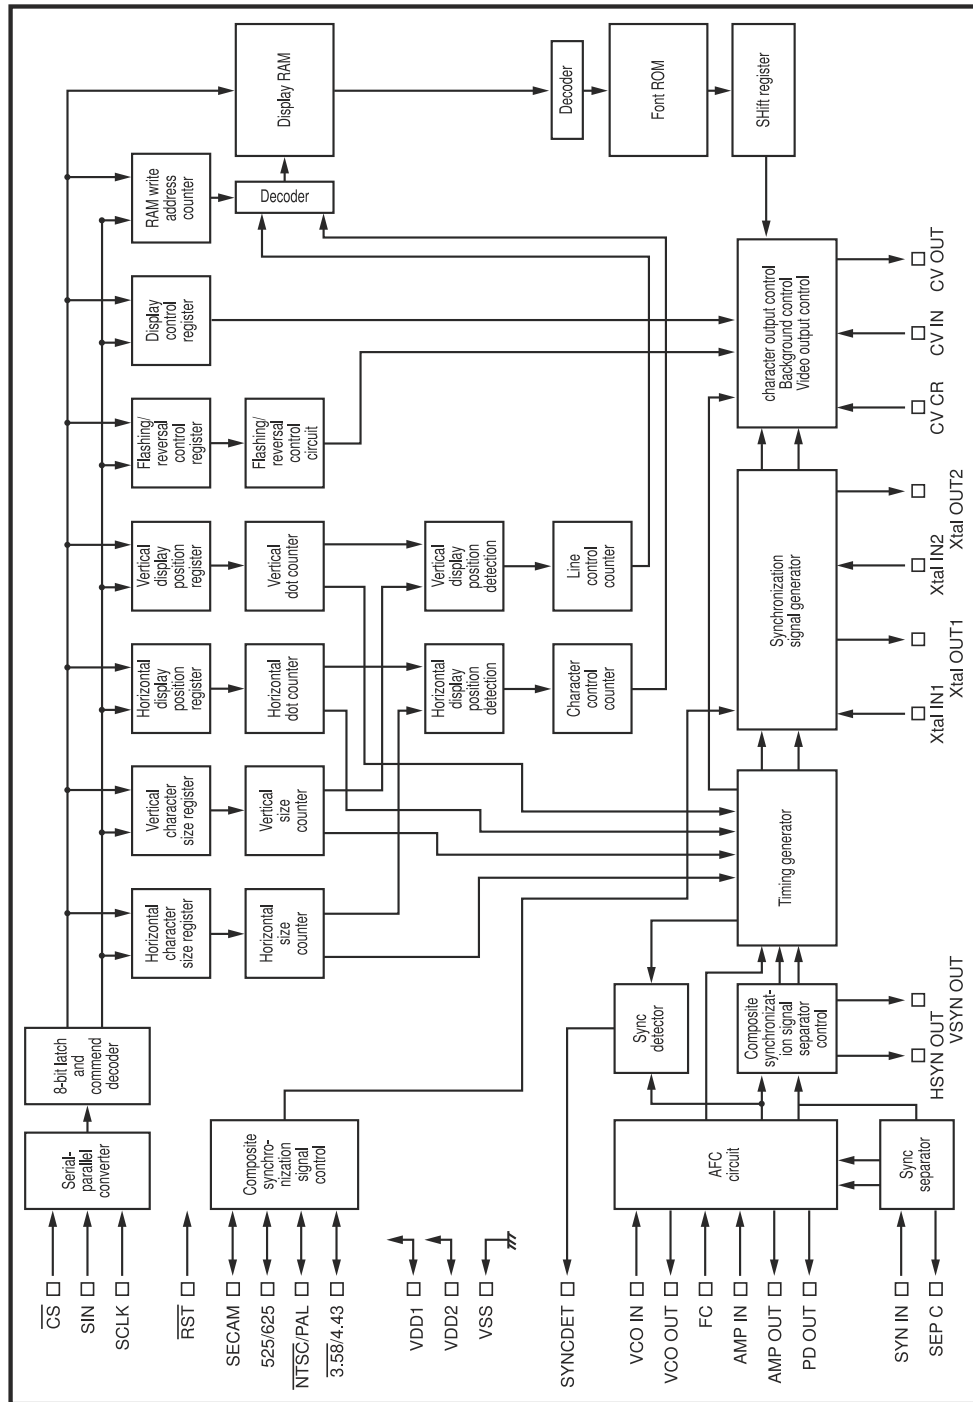 Display RAM
Decoder
Font ROM
SHift register
RAM write
address
counter
Decoder
Display
control
register
character output control
Background control
Video output control
CV OUT
CV IN
CV CR
Flashing/
reversal
control
register
Flashing/
reversal
control
circuit
Vertical
display
position
register
Vertical
dot counter
Vertical
display
position
detection
Line
control
counter
Synchronization
signal generator
Xtal OUT2
Xtal IN2
Xtal OUT1
Xtal IN1
Horizontal
display
position
register
Horizontal
dot counter
Horizontal
display
position
detection
Character
control
counter
Vertical
character
size register
Vertical
size
counter
Timing generator
Horizontal
character
size register
Horizontal
size
counter
8-bit latch
and
commend
decoder
Sync
detector
Composite
synchronizat-
ion signal
separator
control
VSYN OUT
HSYN OUT
Serial-
parallel
converter
Composite
synchro-
nization
signal
control
AFC
circuit
Sync
separator
CS
SIN
SCLK
RST
SECAM
525/625
NTSC/PAL
3.58/4.43
VDD1
VDD2
VSS
SYNCDET
VCO IN
VCO OUT
FC
AMP IN
AMP OUT
PD OUT
SYN IN
SEP C